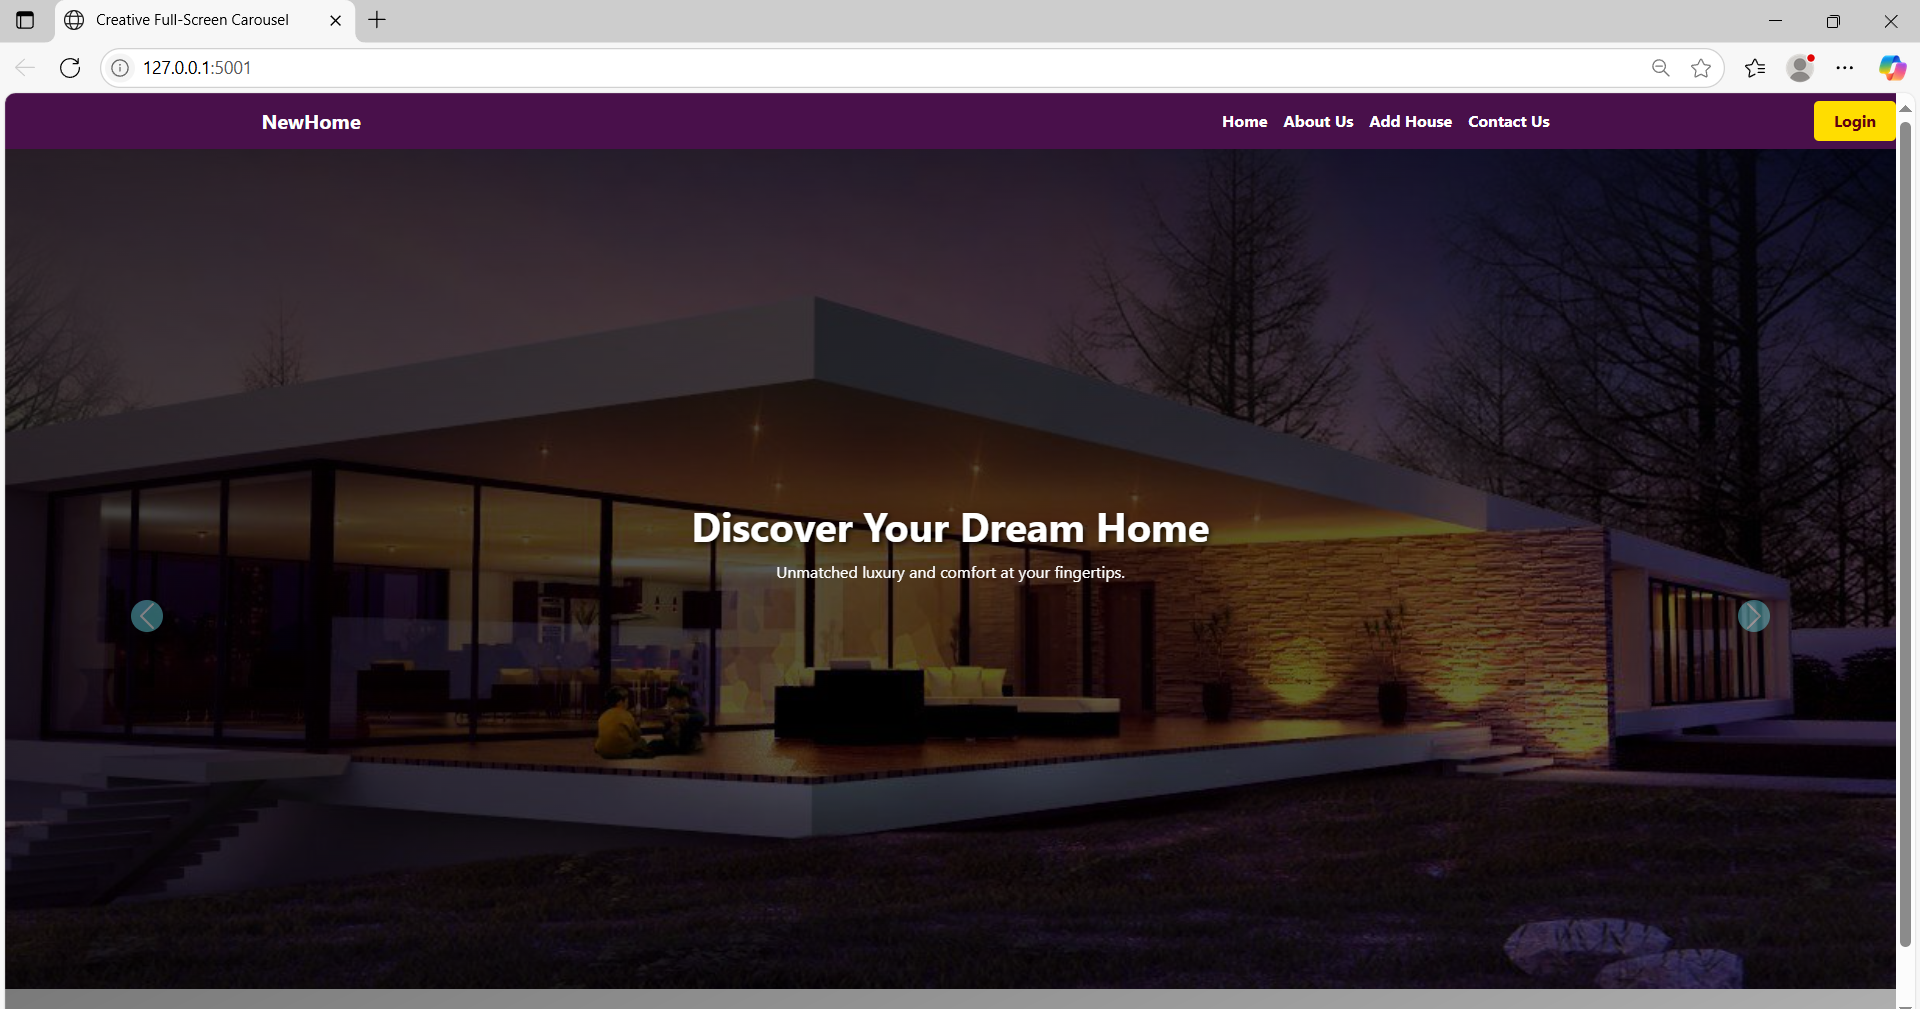 Creative Full-Screen Carousel
127.0.0.1:5001
NewHome
Home About Us Add House Contact Us
Login
Discover Your Dream Home
Unmatched luxury and comfort at your fingertips.